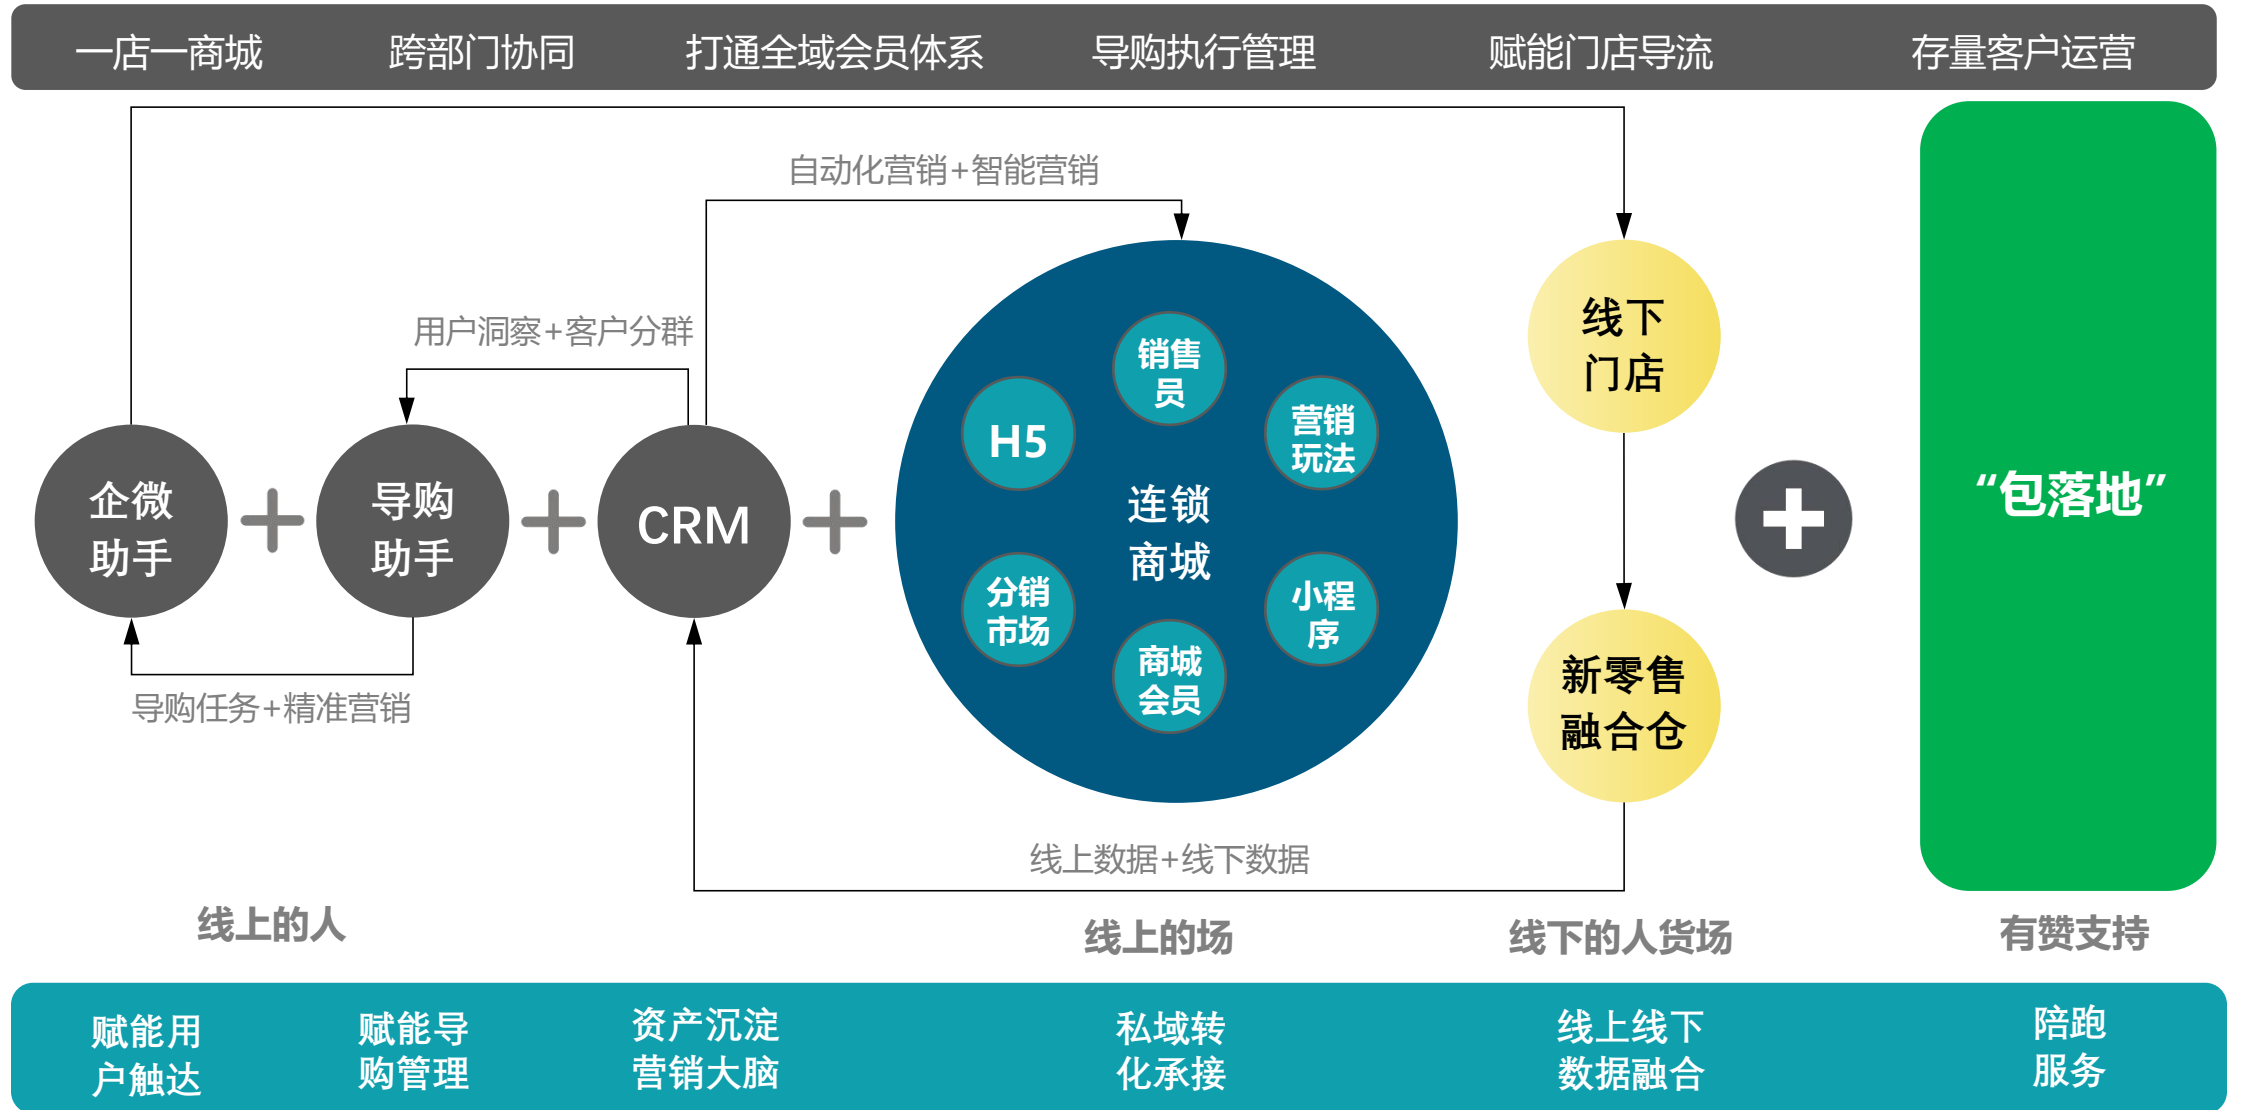 一店一商城 跨部门协同 打通全域会员体系 导购执行管理 赋能门店导流 存量客户运营
自动化营销+智能营销
用户洞察+客户分群
企微
助手
导购
助手
CRM
连锁
商城
销售
员
H5
营销
玩法
分销
市场
小程
序
商城
会员
线下
门店
新零售
融合仓
“包落地”
导购任务+精准营销
线上数据+线下数据
线上的人 线上的场 线下的人货场 有赞支持
赋能用
户触达
赋能导
购管理
资产沉淀
营销大脑
私域转
化承接
线上线下
数据融合
陪跑
服务